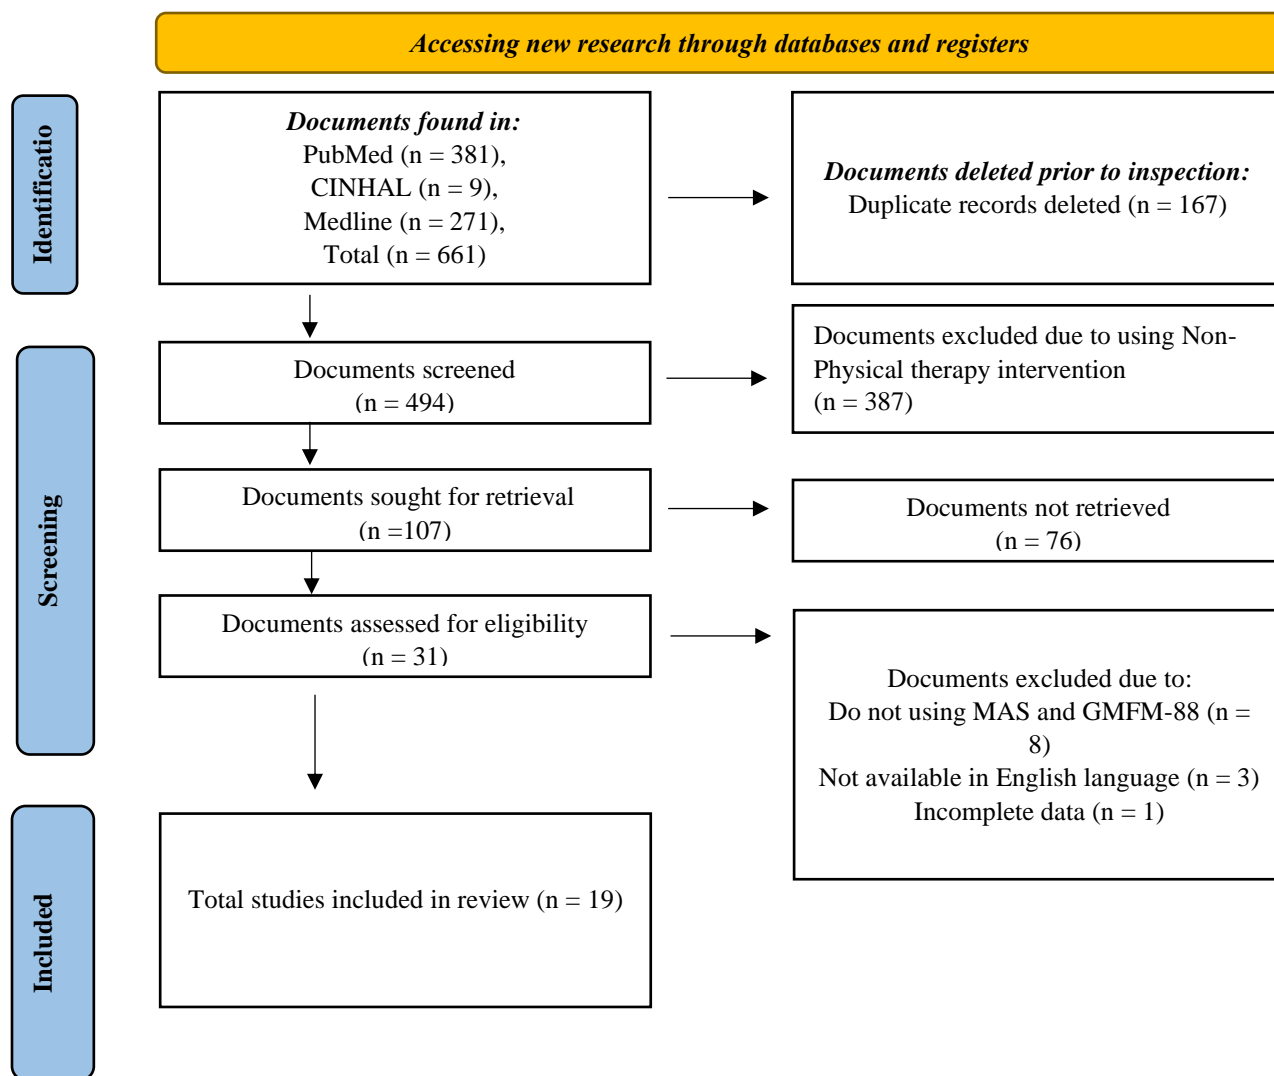 Accessing new research through databases and registers
Identificatio
Documents found in:
PubMed (n = 381),
CINHAL (n = 9),
Medline (n = 271),
Total (n = 661)
Documents deleted prior to inspection:
Duplicate records deleted (n = 167)
Screening
Documents screened
(n = 494)
Documents excluded due to using Non-
Physical therapy intervention
(n = 387)
Documents sought for retrieval
(n =107)
Documents not retrieved
(n = 76)
Documents assessed for eligibility
(n = 31)
Documents excluded due to:
Do not using MAS and GMFM-88 (n =
8)
Not available in English language (n = 3)
Incomplete data (n = 1)
Included
Total studies included in review (n = 19)